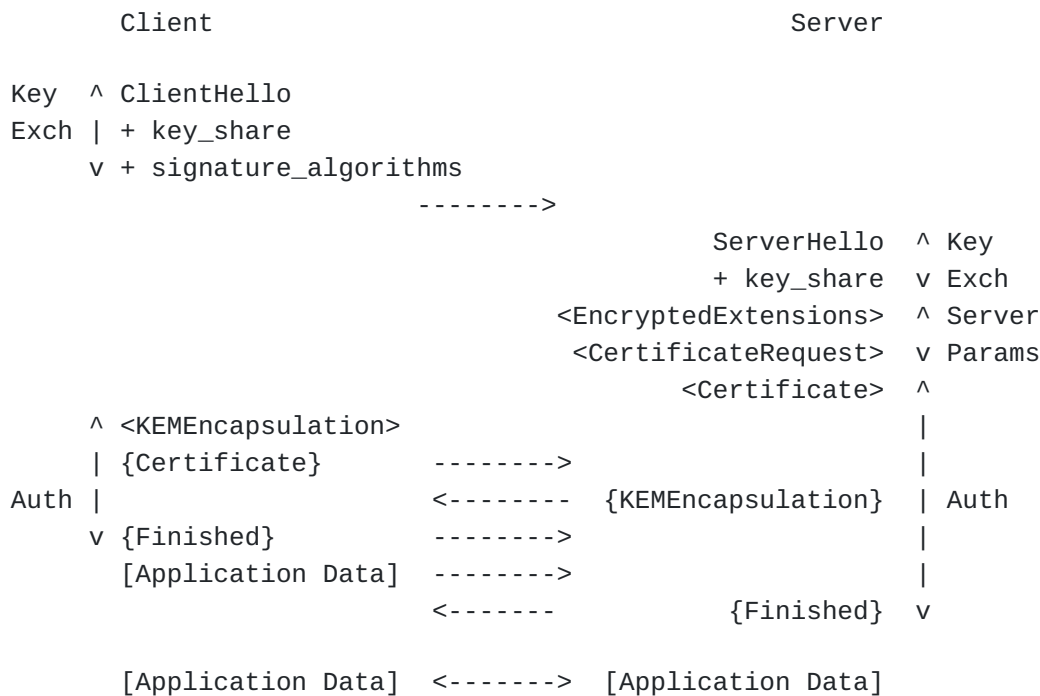 Client                                     Server
Key  ^ ClientHello
Exch | + key_share
     v + signature_algorithms
                          -------->
                                             ServerHello  ^ Key
                                             + key_share  v Exch
                                   <EncryptedExtensions>  ^ Server
                                    <CertificateRequest>  v Params
                                           <Certificate>  ^
     ^ <KEMEncapsulation>                                 |
     | {Certificate}       -------->                      |
Auth |                     <--------  {KEMEncapsulation}  | Auth
     v {Finished}          -------->                      |
       [Application Data]  -------->                      |
                           <-------           {Finished}  v
       [Application Data]  <------->  [Application Data]